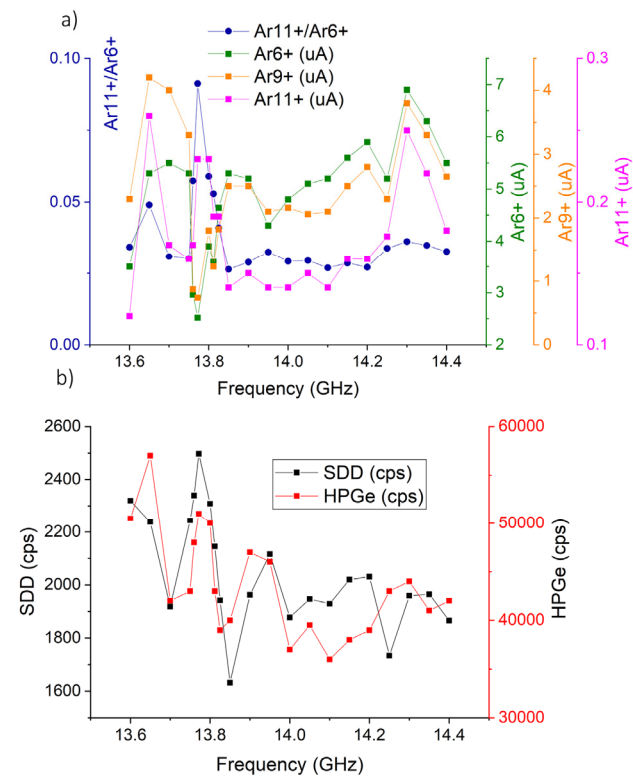 a)
Ar11+/Ar6+
Ar6+ (uA)
Ar9+ (uA)
Ar11+ (uA)
0.10
0.05
0.00
Ar11+/Ar6+
7
6
5
4
3
2
Ar6+ (uA)
4
3
2
1
0
Ar9+ (uA)
0.3
0.2
0.1
Ar11+ (uA)
13.6 13.8 14.0 14.2 14.4
Frequency (GHz)
b)
2600
2400
2200
2000
1800
1600
SDD (cps)
SDD (cps)
HPGe (cps)
60000
50000
40000
30000
HPGe (cps)
13.6 13.8 14.0 14.2 14.4
Frequency (GHz)